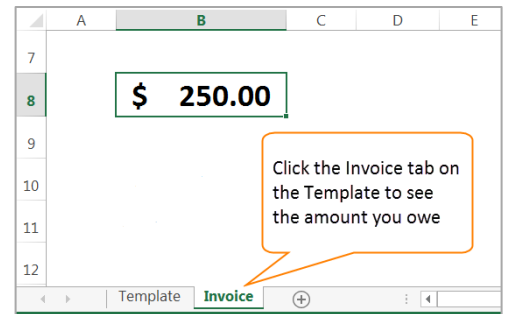 A B C D E
7
8 $ 250.00
9
Click the Invoice tab on
10 the Template to see
the amount you owe
11
12
Template Invoice